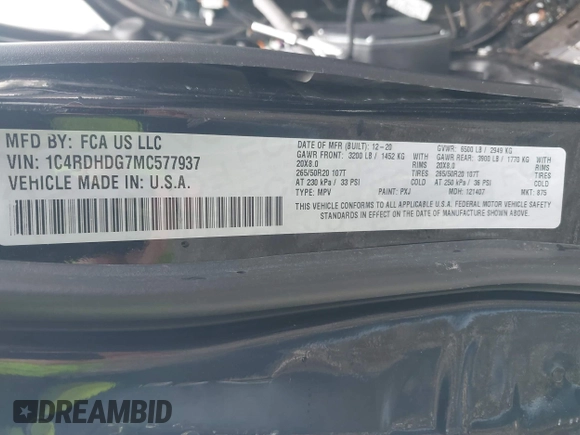 MFD BY: FCA US LLC
VIN: 1C4RDHDG7MC577937
VEHICLE MADE IN U.S.A.
DATE OF MFR (BUILT): 12-20
GVWR: 6500 LB / 2949 KG
GAWR FRONT: 3200 LB / 1452 KG
GAWR REAR: 3900 LB / 1770 KG
20X8.0 RIMS 20X8.0 RIMS
265/50R20 107T TIRES 265/50R20 107T TIRES
AT 230 kPa / 33 PSI AT 250 kPa / 36 PSI
TYPE: MPV PAINT: PXJ MDH: 121407 MKT: 875
THIS VEHICLE CONFORMS TO ALL APPLICABLE U.S.A. FEDERAL MOTOR VEHICLE SAFETY
STANDARDS IN EFFECT ON THE DATE OF MANUFACTURE SHOWN ABOVE.
DREAMBID